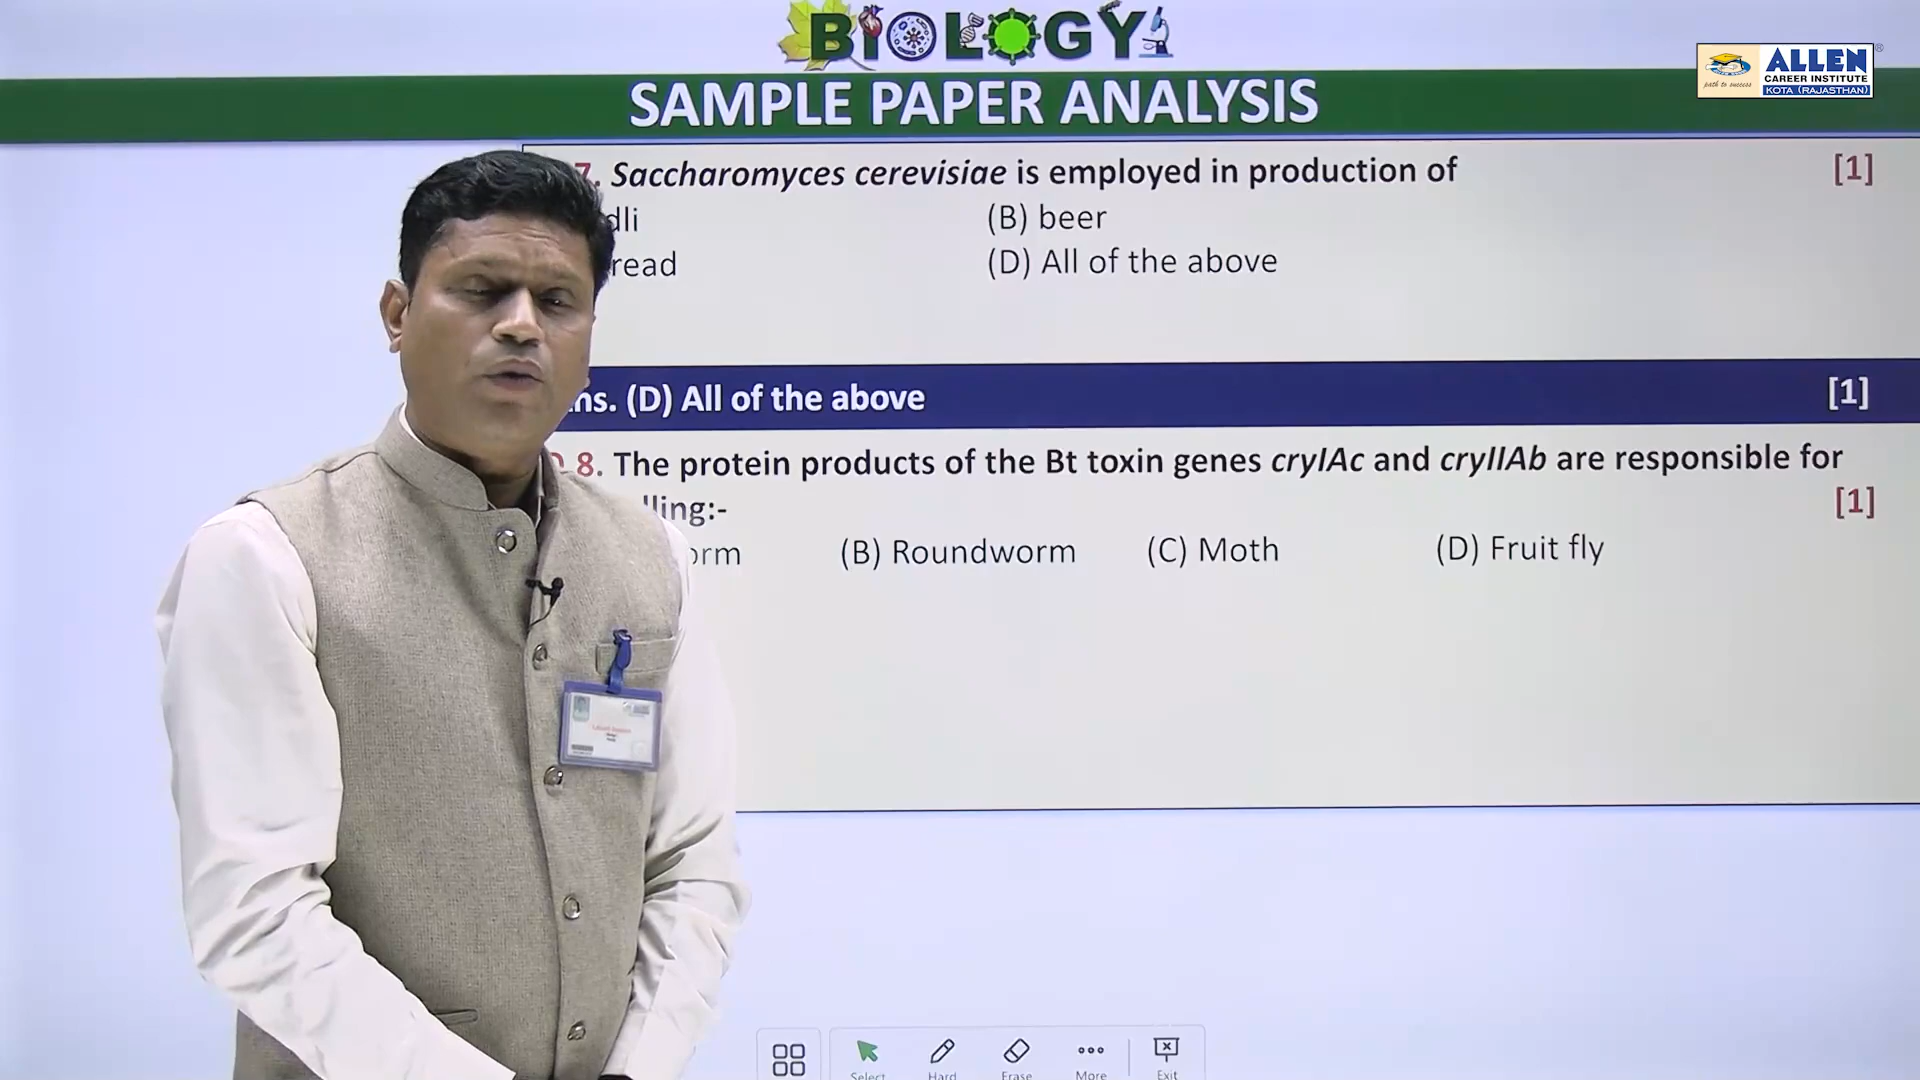 BIOLOGY
ALLEN
CAREER INSTITUTE
path to success
KOTA (RAJASTHAN)
SAMPLE PAPER ANALYSIS
7. Saccharomyces cerevisiae is employed in production of [1]
dli (B) beer
read (D) All of the above
ns. (D) All of the above [1]
8. The protein products of the Bt toxin genes cryIAc and cryIIAb are responsible for
lling:- [1]
orm (B) Roundworm (C) Moth (D) Fruit fly
Select Hard Erase More Exit